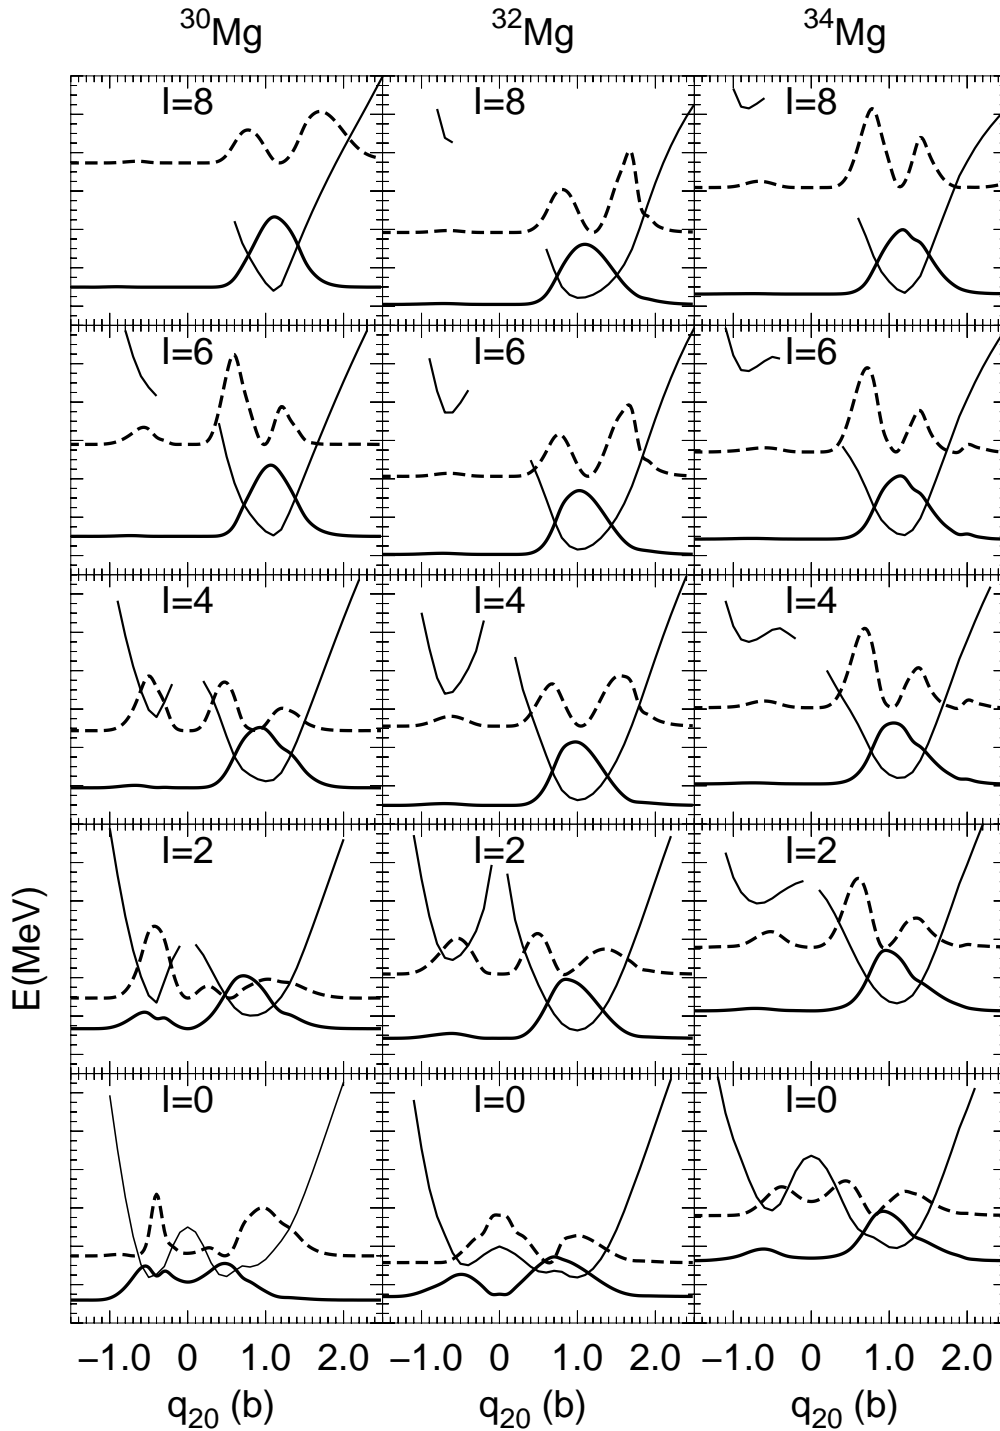 ³⁰Mg ³²Mg ³⁴Mg
I=8 I=8 I=8
I=6 I=6 I=6
I=4 I=4 I=4
I=2 I=2 I=2
E(MeV)
I=0 I=0 I=0
−1.0 0 1.0 2.0 −1.0 0 1.0 2.0 −1.0 0 1.0 2.0
q₂₀ (b) q₂₀ (b) q₂₀ (b)